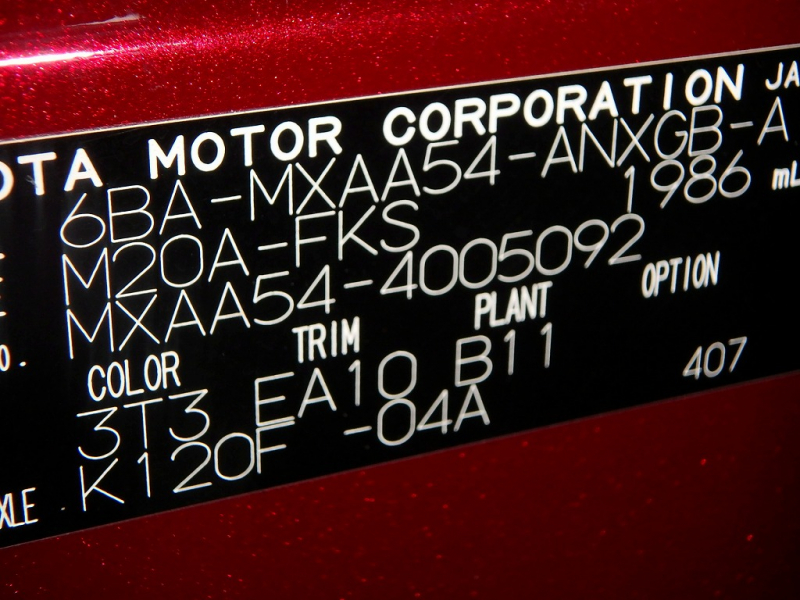 OTA MOTOR CORPORATION JA
6BA-MXAA54-ANXGB-A
M20A-FKS 1986 mL
MXAA54-4005092
O.
COLOR TRIM PLANT OPTION
3T3 EA10 B11 407
XLE K120F -04A